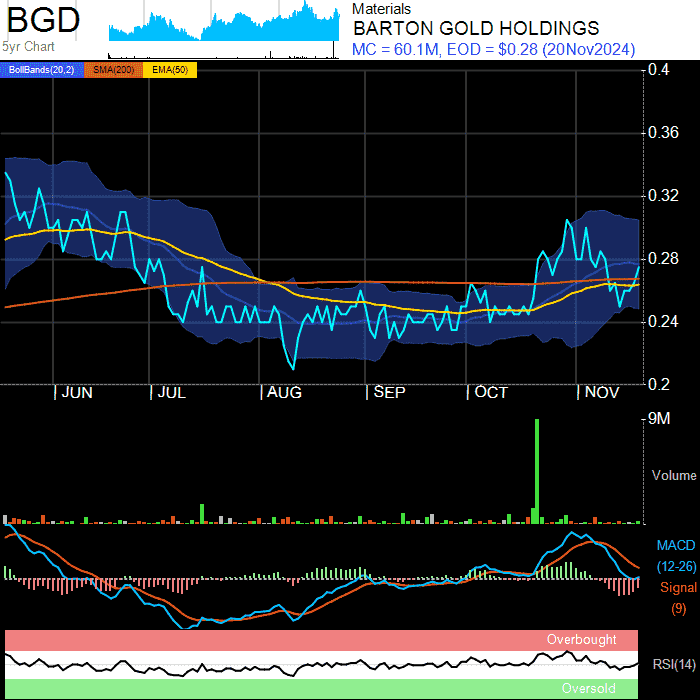 BGD
5yr Chart
Materials
BARTON GOLD HOLDINGS
MC = 60.1M, EOD = $0.28 (20Nov2024)
BollBands(20,2) SMA(200) EMA(50)
0.4
0.36
0.32
0.28
0.24
0.2
JUN JUL AUG SEP OCT NOV
9M
Volume
MACD
(12-26)
Signal
(9)
Overbought
RSI(14)
Oversold